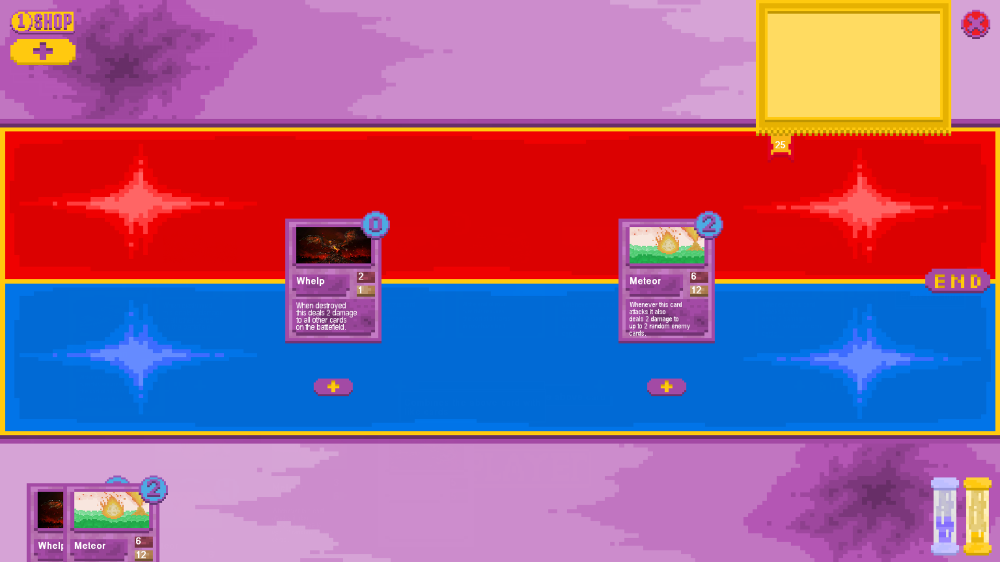 1 SHOP
25
0
Whelp
2
1
When destroyed
this deals 2 damage
to all other cards
on the battlefield.
2
Meteor
6
12
Whenever this card
attacks it also
deals 2 damage to
up to 2 random enemy
cards.
END
Whelp
2
Meteor
6
12